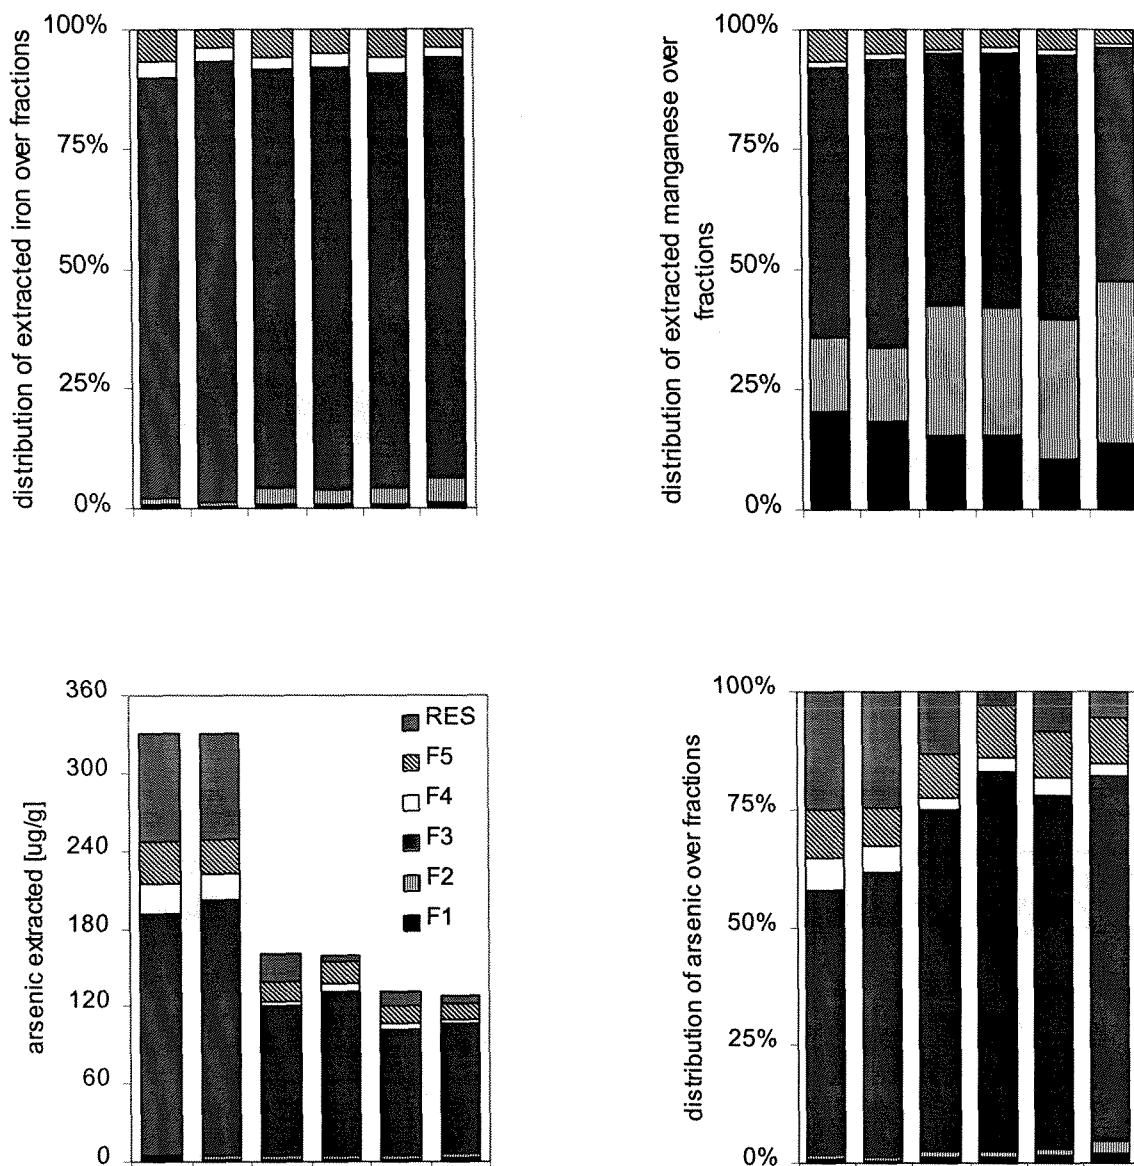 distribution of extracted iron over fractions
100%
75%
50%
25%
0%
distribution of extracted manganese over
fractions
100%
75%
50%
25%
0%
arsenic extracted [ug/g]
360
300
240
180
120
60
0
RES
F5
F4
F3
F2
F1
distribution of arsenic over fractions
100%
75%
50%
25%
0%